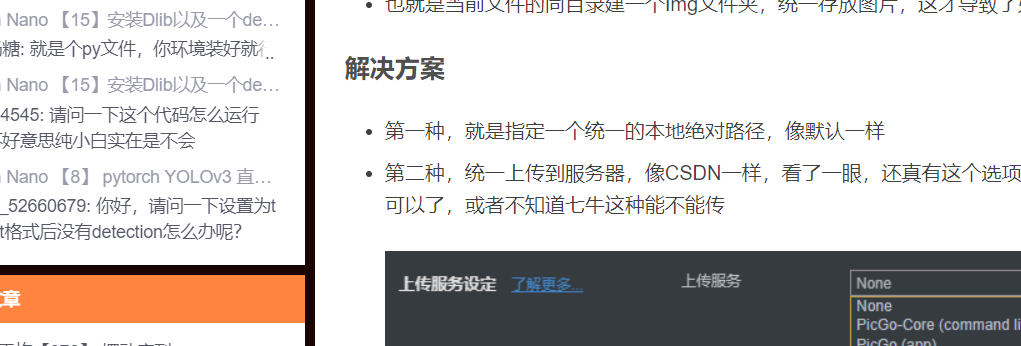 Nano 【15】安装Dlib以及一个de...
糖: 就是个py文件，你环境装好就行
..
Nano 【15】安装Dlib以及一个de...
4545: 请问一下这个代码怎么运行
好意思纯小白实在是不会
Nano 【8】 pytorch YOLOv3 直...
_52660679: 你好，请问一下设置为t
t格式后没有detection怎么办呢?
章
也就是当前文件的同目录建一个img文件夹，统一存放图片，这才导致了
解决方案
第一种，就是指定一个统一的本地绝对路径，像默认一样
第二种，统一上传到服务器，像CSDN一样，看了一眼，还真有这个选项
可以了，或者不知道七牛这种能不能传
上传服务设定 了解更多... 上传服务 None
None
PicGo-Core (command li
PicGo (app)